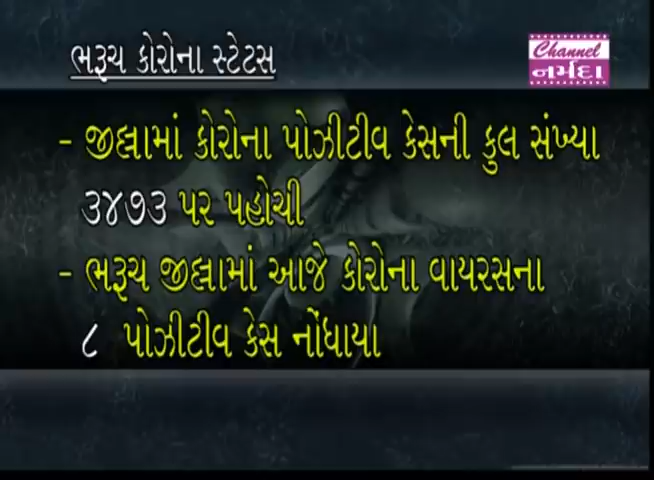 ભરૂચ કોરોના સ્ટેટસ
Channel
નર્મદા
- જીલ્લામાં કોરોના પોઝીટીવ કેસની કુલ સંખ્યા
૩૪૭૩ પર પહોચી
- ભરૂચ જીલ્લામાં આજે કોરોના વાયરસના
૮ પોઝીટીવ કેસ નોંધાયા